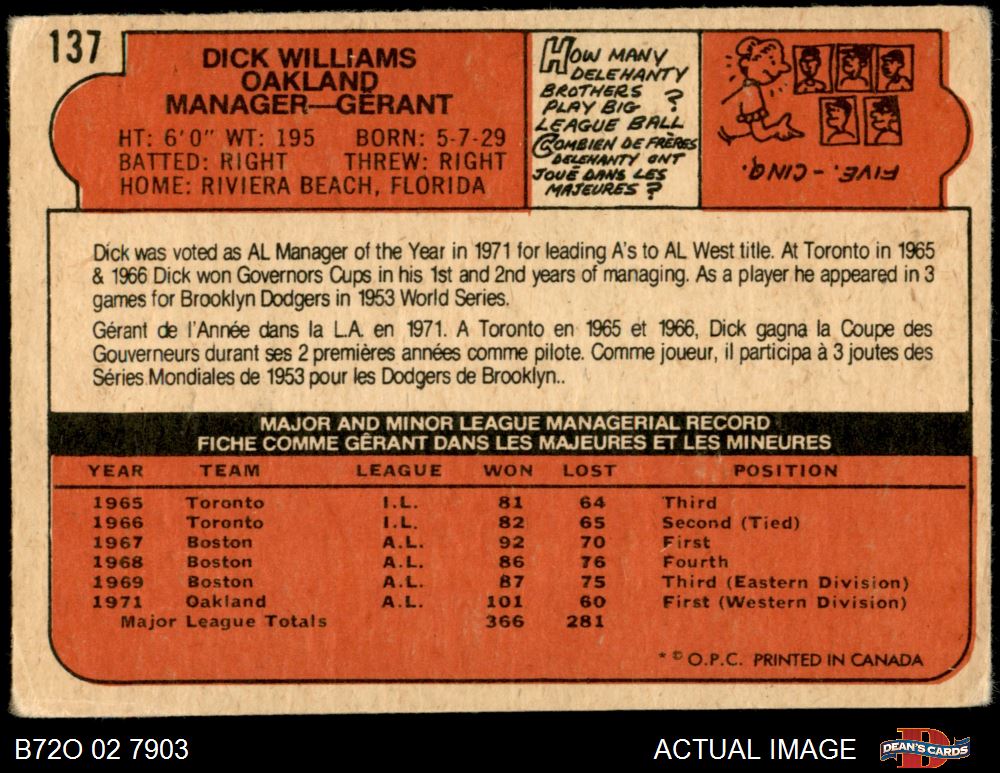 137
DICK WILLIAMS
OAKLAND
MANAGER—GÉRANT
HT: 6'0" WT: 195 BORN: 5-7-29
BATTED: RIGHT THREW: RIGHT
HOME: RIVIERA BEACH, FLORIDA
HOW MANY
DELEHANTY
BROTHERS
PLAY BIG ?
LEAGUE BALL
COMBIEN DE FRÈRES
DELEHANTY ONT
JOUÉ DANS LES
MAJEURES ?
FIVE.-CINQ.
Dick was voted as AL Manager of the Year in 1971 for leading A's to AL West title. At Toronto in 1965
& 1966 Dick won Governors Cups in his 1st and 2nd years of managing. As a player he appeared in 3
games for Brooklyn Dodgers in 1953 World Series.
Gérant de l'Année dans la L.A. en 1971. A Toronto en 1965 et 1966, Dick gagna la Coupe des
Gouverneurs durant ses 2 premières années comme pilote. Comme joueur, il participa à 3 joutes des
Séries Mondiales de 1953 pour les Dodgers de Brooklyn..
MAJOR AND MINOR LEAGUE MANAGERIAL RECORD
FICHE COMME GÊRANT DANS LES MAJEURES ET LES MINEURES
YEAR TEAM LEAGUE WON LOST POSITION
1965 Toronto I.L. 81 64 Third
1966 Toronto I.L. 82 65 Second (Tied)
1967 Boston A.L. 92 70 First
1968 Boston A.L. 86 76 Fourth
1969 Boston A.L. 87 75 Third (Eastern Division)
1971 Oakland A.L. 101 60 First (Western Division)
Major League Totals 366 281
* © O.P.C. PRINTED IN CANADA
B72O 02 7903
ACTUAL IMAGE
DEAN'S CARDS